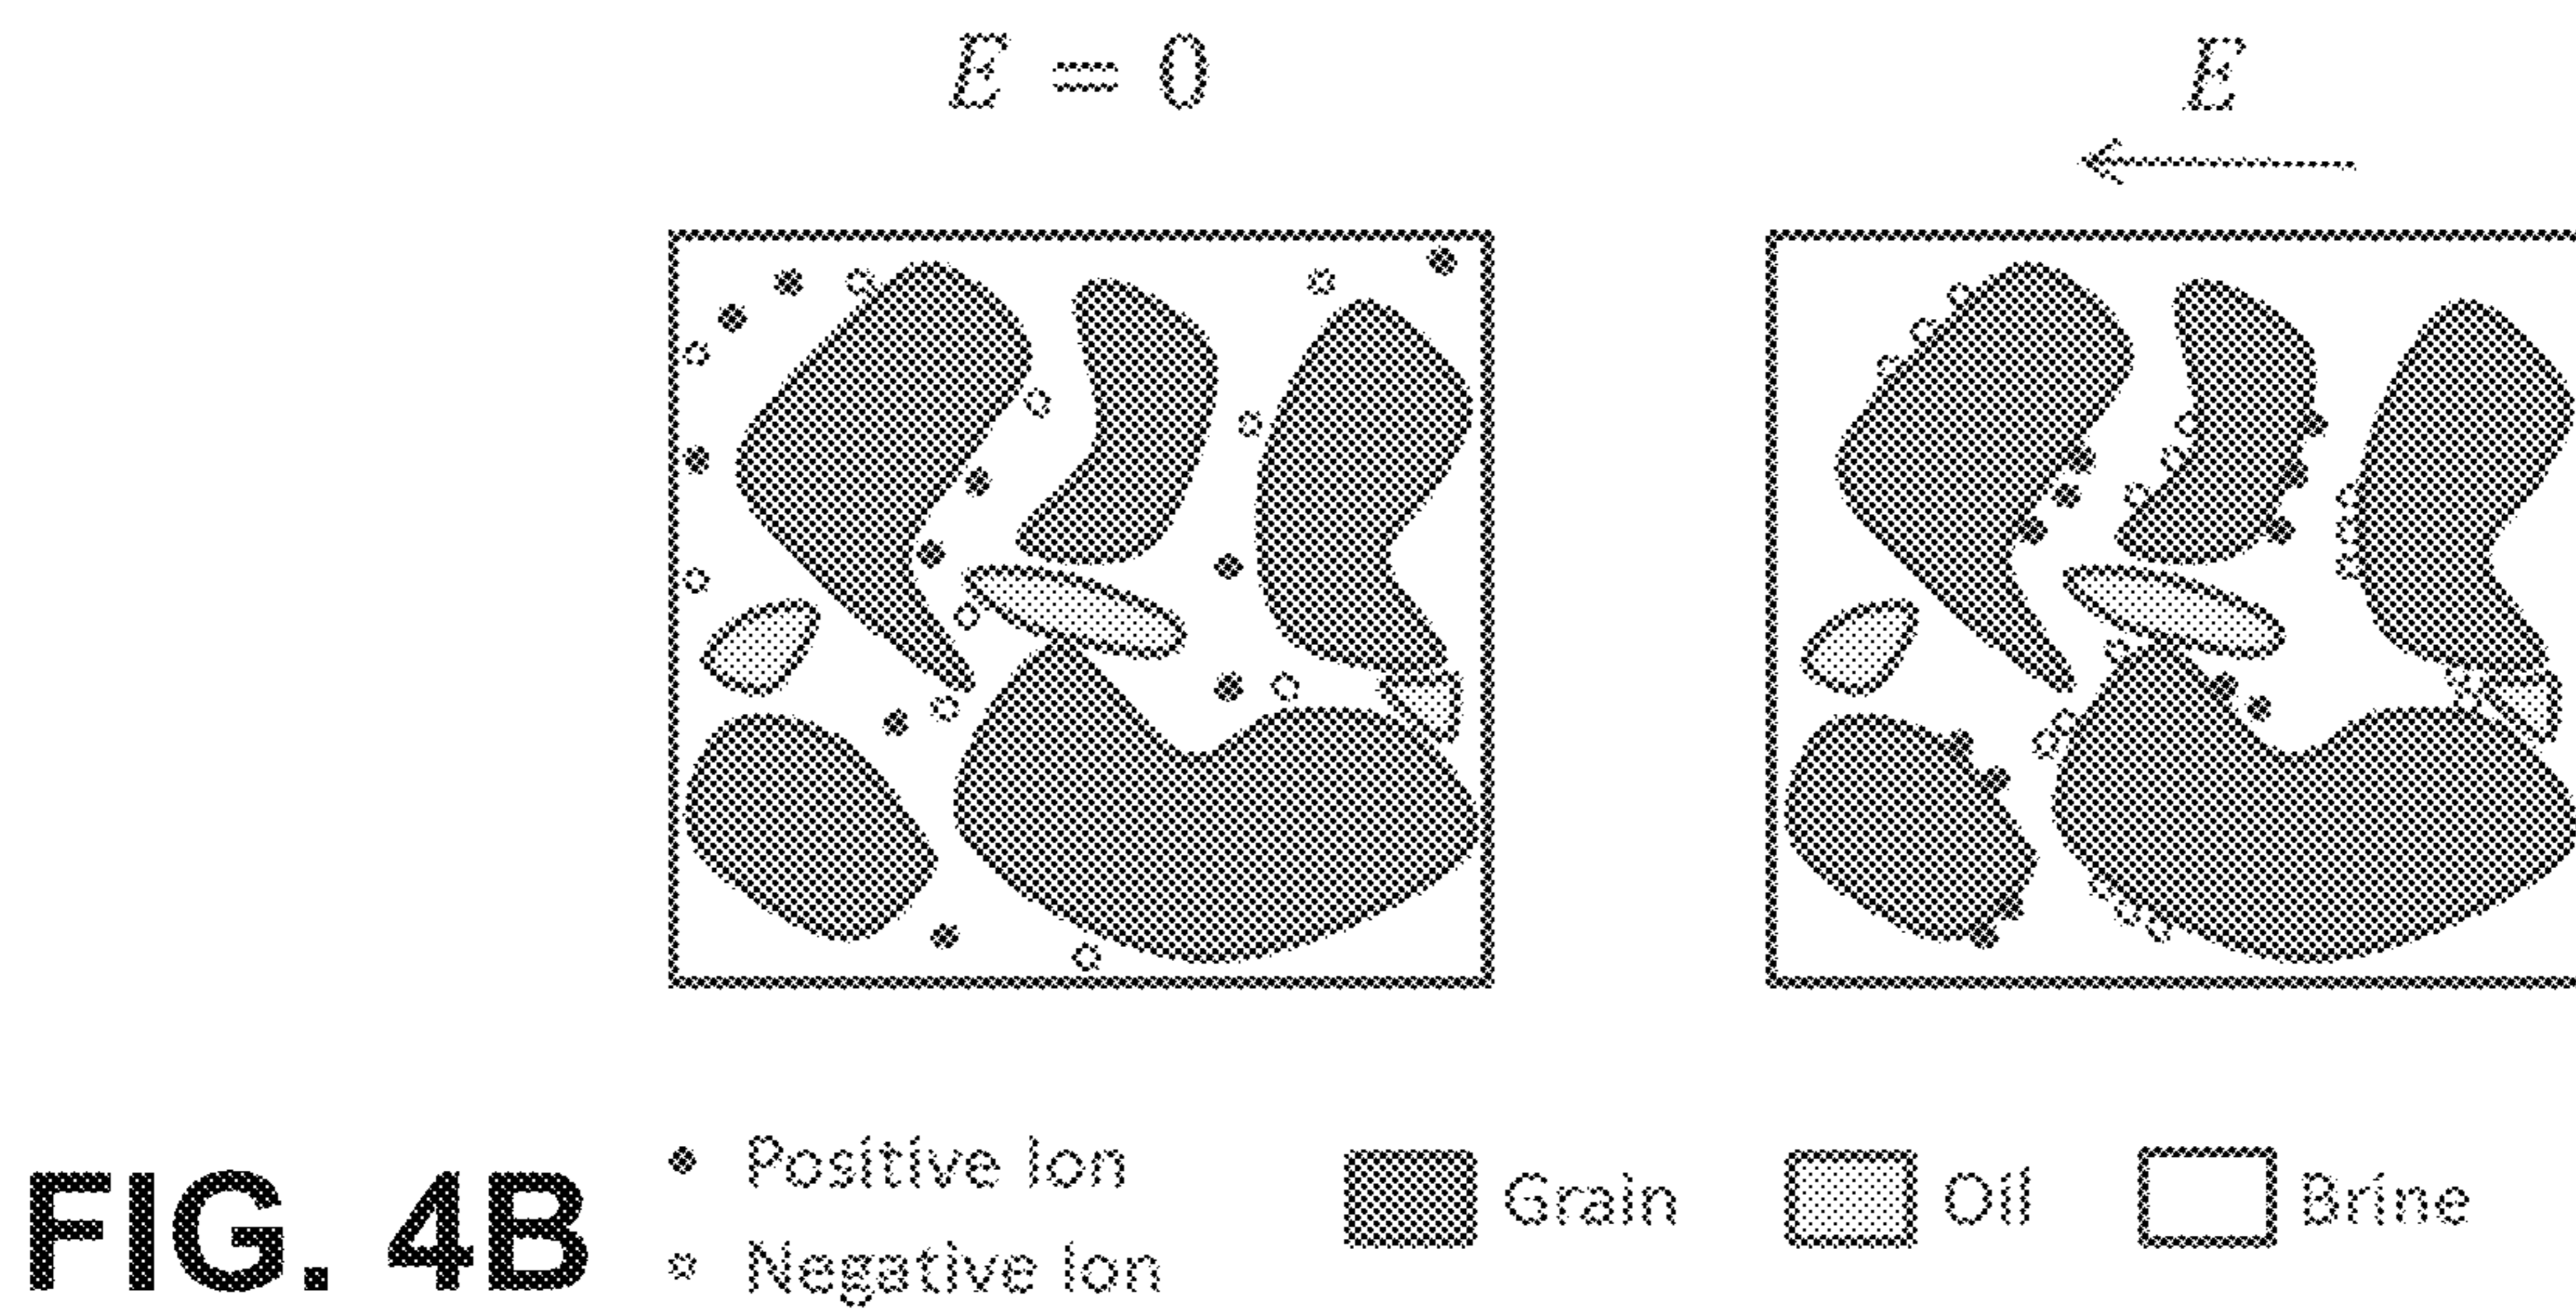 E = 0
E
Positive Ion
Negative Ion
Grain
Oil
Brine
FIG. 4B